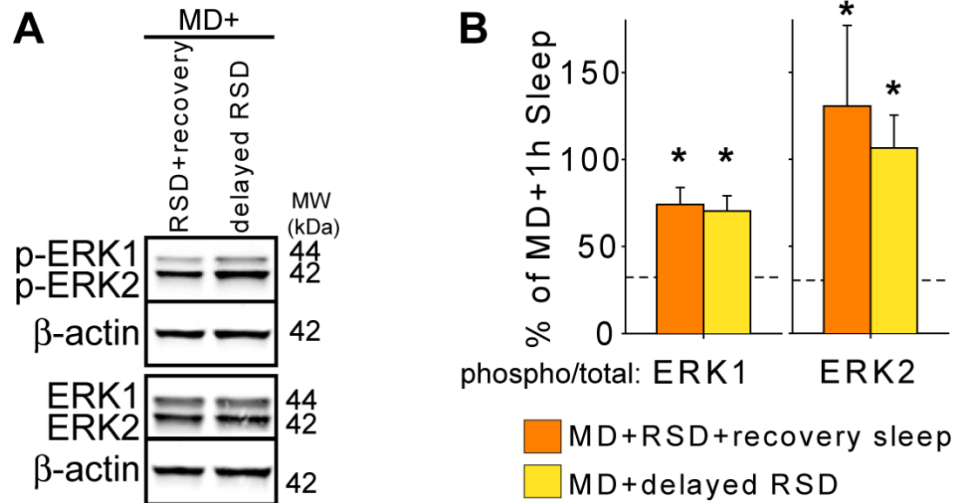 A
MD+
RSD+recovery
delayed RSD
MW
(kDa)
p-ERK1
44
p-ERK2
42
β-actin
42
ERK1
44
ERK2
42
β-actin
42
B
% of MD+1h Sleep
150
100
50
0
*
*
*
*
phospho/total: ERK1 ERK2
MD+RSD+recovery sleep
MD+delayed RSD